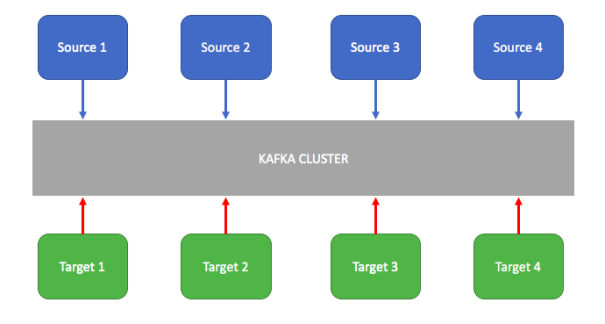 Source 1
Source 2
Source 3
Source 4
KAFKA CLUSTER
Target 1
Target 2
Target 3
Target 4